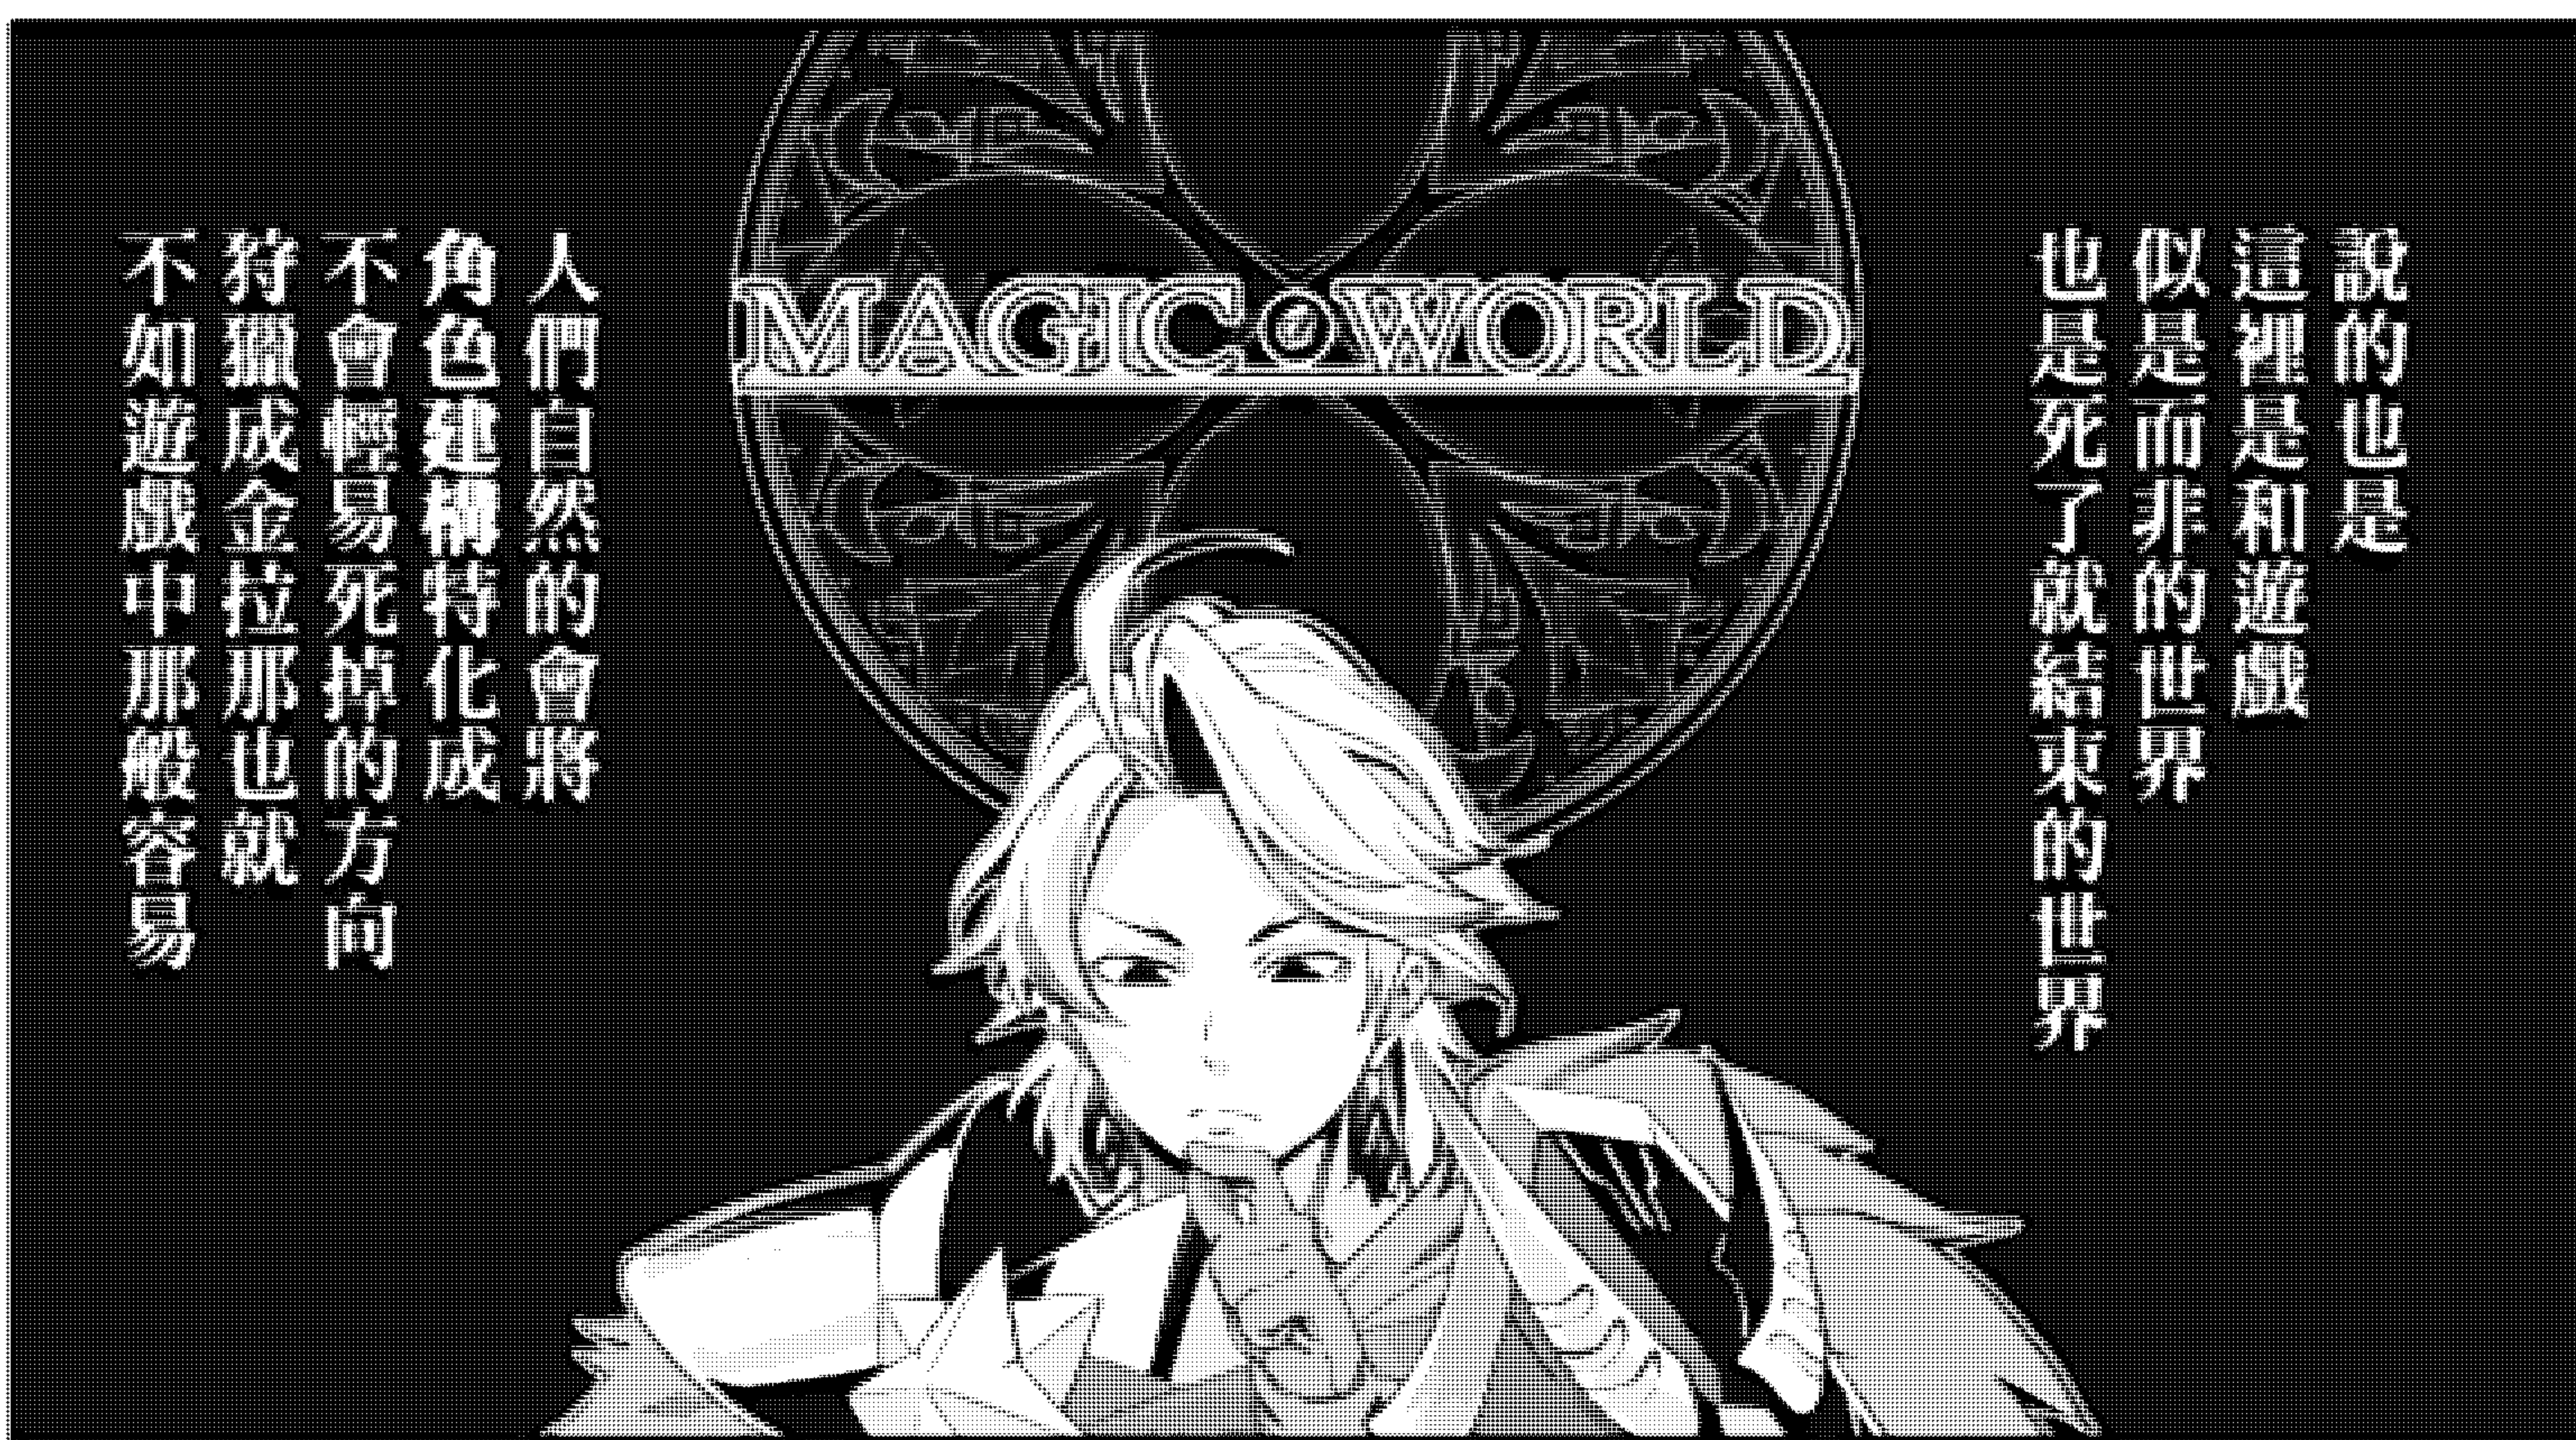 說的也是
這裡是和遊戲
似是而非的世界
也是死了就結束的世界
MAGIC WORLD
人們自然的會將
角色建構特化成
不會輕易死掉的方向
狩獵成金拉那也就
不如遊戲中那般容易